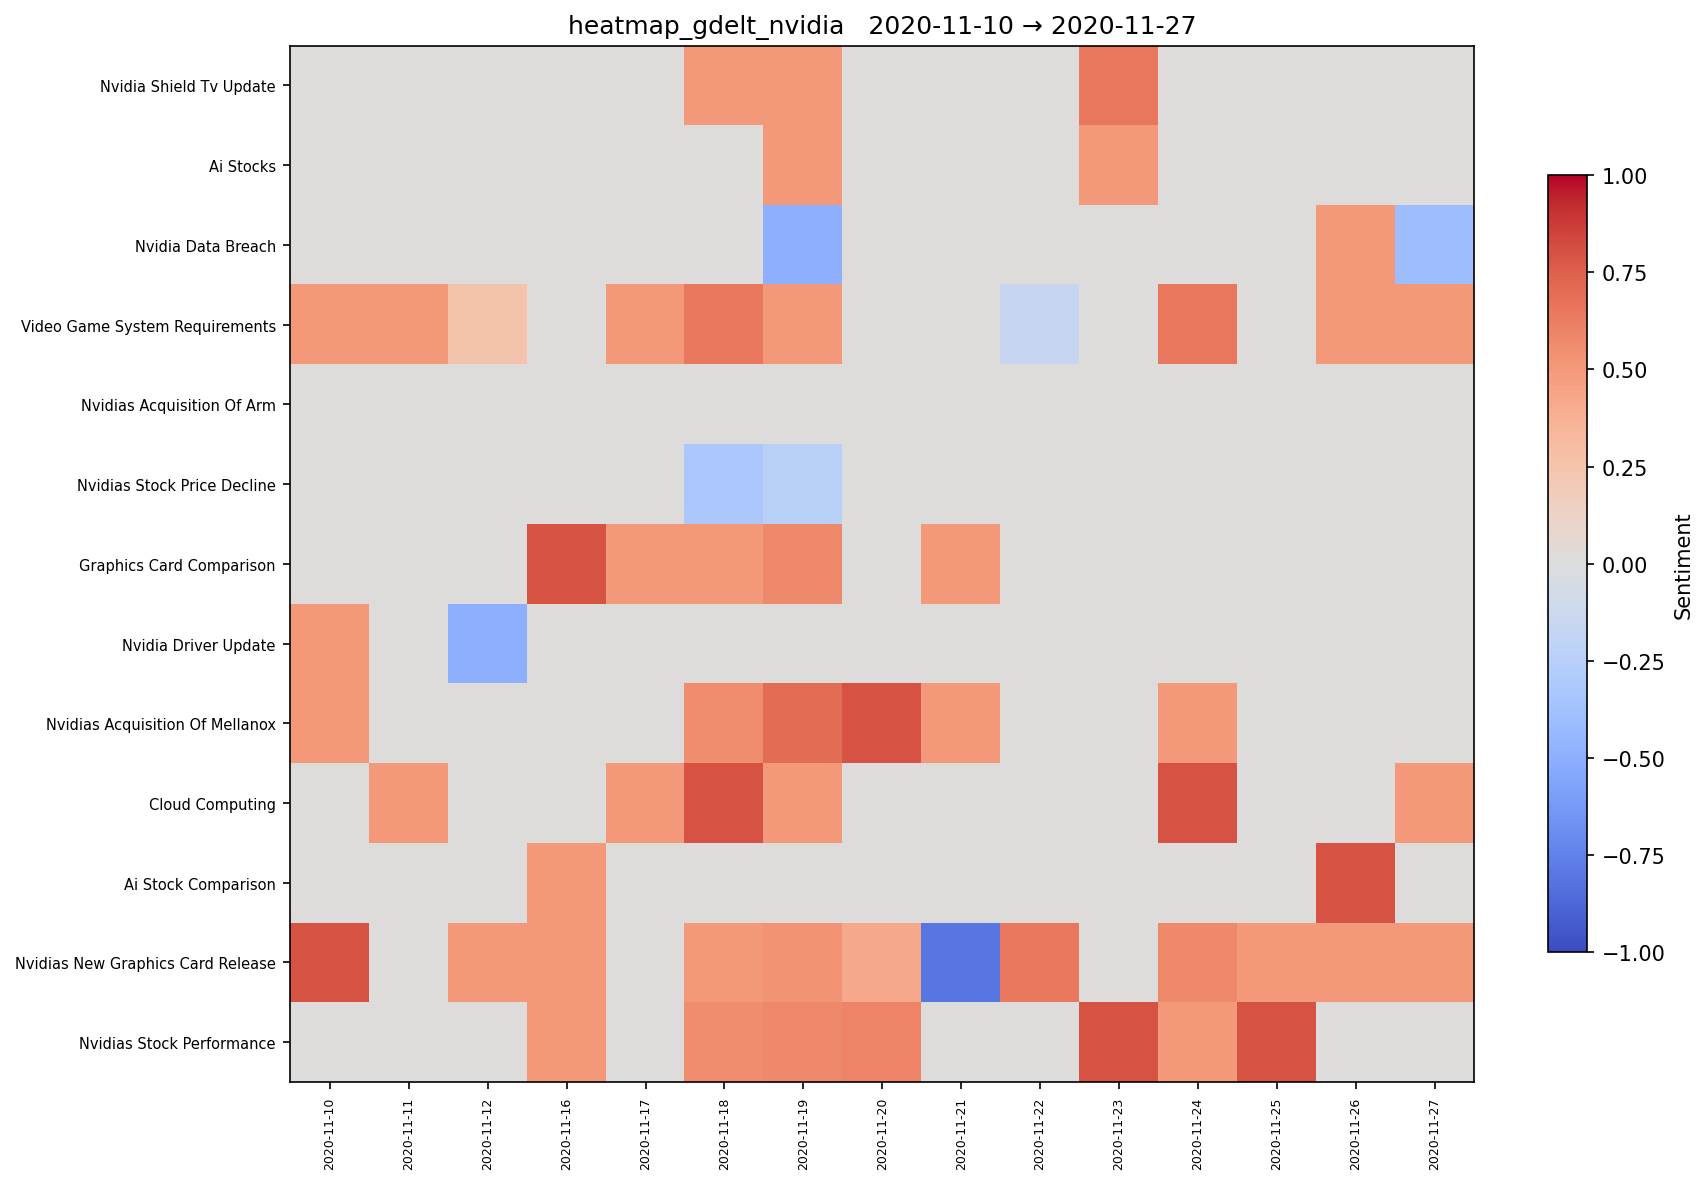 heatmap_gdelt_nvidia   2020-11-10 → 2020-11-27
Nvidia Shield Tv Update
Ai Stocks
Nvidia Data Breach
Video Game System Requirements
Nvidias Acquisition Of Arm
Nvidias Stock Price Decline
Graphics Card Comparison
Nvidia Driver Update
Nvidias Acquisition Of Mellanox
Cloud Computing
Ai Stock Comparison
Nvidias New Graphics Card Release
Nvidias Stock Performance
2020-11-10
2020-11-11
2020-11-12
2020-11-16
2020-11-17
2020-11-18
2020-11-19
2020-11-20
2020-11-21
2020-11-22
2020-11-23
2020-11-24
2020-11-25
2020-11-26
2020-11-27
1.00
0.75
0.50
0.25
0.00
−0.25
−0.50
−0.75
−1.00
Sentiment